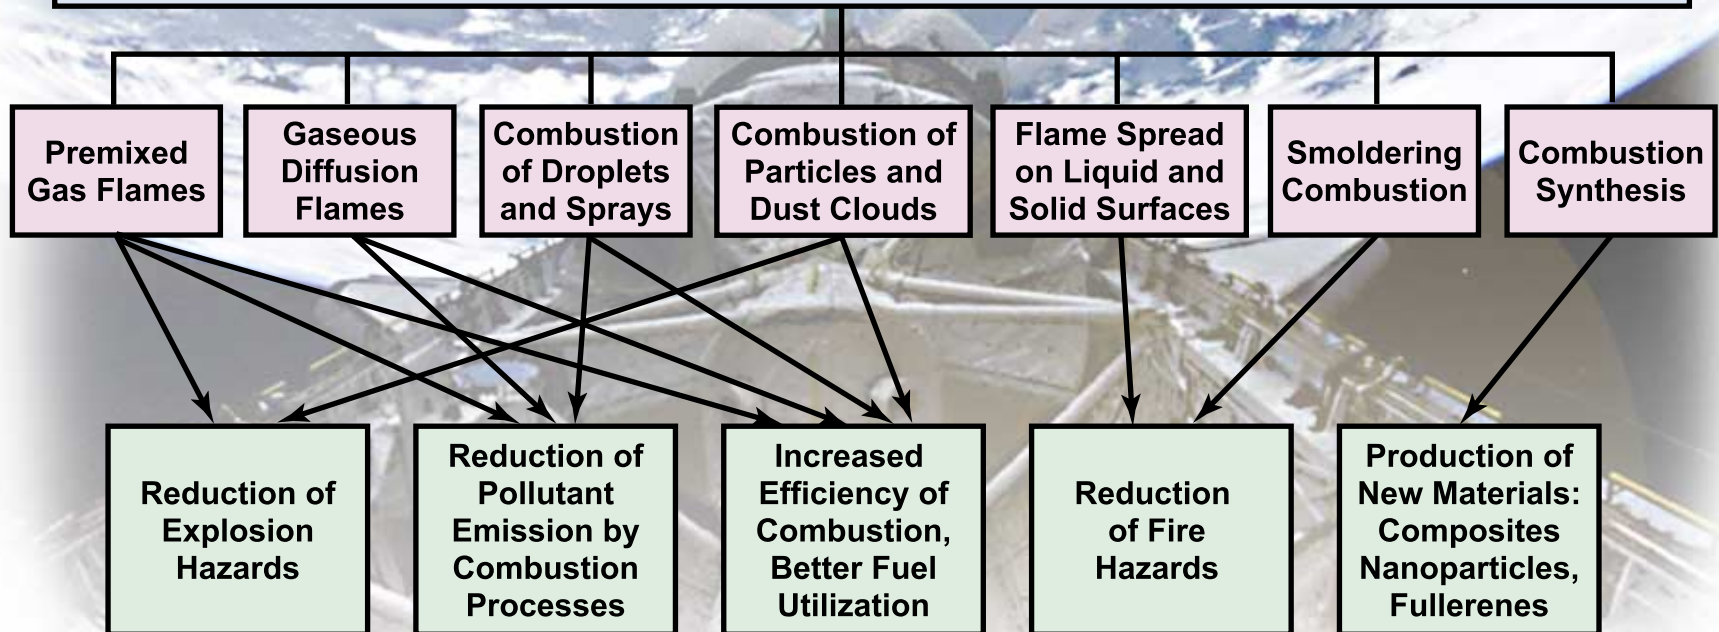 Premixed
Gas Flames
Gaseous
Diffusion
Flames
Combustion
of Droplets
and Sprays
Combustion of
Particles and
Dust Clouds
Flame Spread
on Liquid and
Solid Surfaces
Smoldering
Combustion
Combustion
Synthesis
Reduction of
Explosion
Hazards
Reduction of
Pollutant
Emission by
Combustion
Processes
Increased
Efficiency of
Combustion,
Better Fuel
Utilization
Reduction
of Fire
Hazards
Production of
New Materials:
Composites
Nanoparticles,
Fullerenes